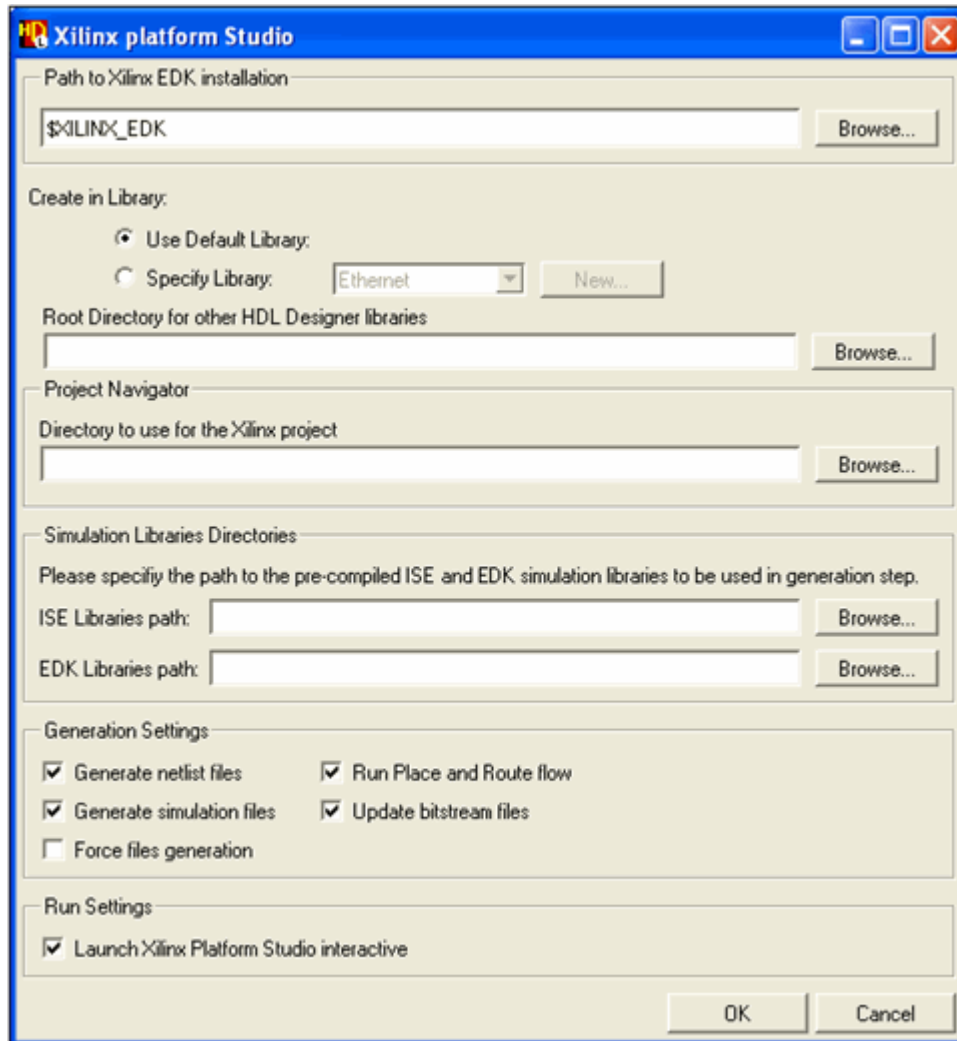 HDL Xilinx platform Studio
Path to Xilinx EDK installation
$XILINX_EDK Browse...
Create in Library:
Use Default Library:
Specify Library: Ethernet New...
Root Directory for other HDL Designer libraries
Browse...
Project Navigator
Directory to use for the Xilinx project
Browse...
Simulation Libraries Directories
Please specifiy the path to the pre-compiled ISE and EDK simulation libraries to be used in generation step.
ISE Libraries path: Browse...
EDK Libraries path: Browse...
Generation Settings
Generate netlist files Run Place and Route flow
Generate simulation files Update bitstream files
Force files generation
Run Settings
Launch Xilinx Platform Studio interactive
OK Cancel